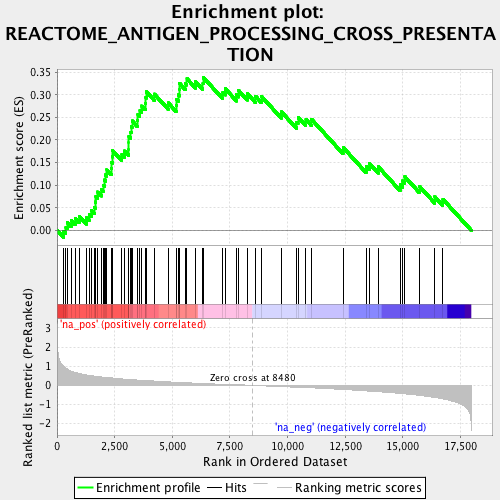 Enrichment plot:
REACTOME_ANTIGEN_PROCESSING_CROSS_PRESENTA
TION
Enrichment score (ES)
0.35
0.30
0.25
0.20
0.15
0.10
0.05
0.00
'na_pos' (positively correlated)
Ranked list metric (PreRanked)
3
2
1
0
-1
-2
Zero cross at 8480
'na_neg' (negatively correlated)
0
2,500
5,000
7,500
10,000
12,500
15,000
17,500
Rank in Ordered Dataset
Enrichment profile
Hits
Ranking metric scores